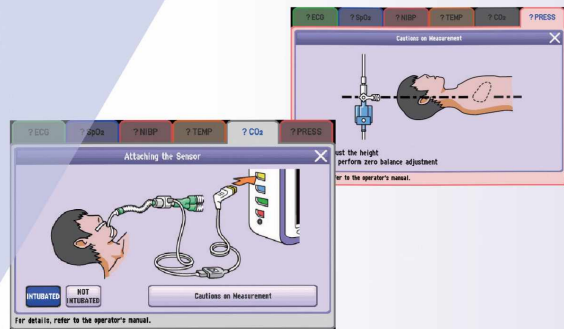 ? ECG ? SpO₂ ? NIBP ? TEMP ? CO₂ ? PRESS
Cautions on Measurement
ust the height
perform zero balance adjustment
er to the operator's manual.
? ECG ? SpO₂ ? NIBP ? TEMP ? CO₂ ? PRESS
Attaching the Sensor
INTUBATED
NOT
INTUBATED
Cautions on Measurement
For details, refer to the operator's manual.